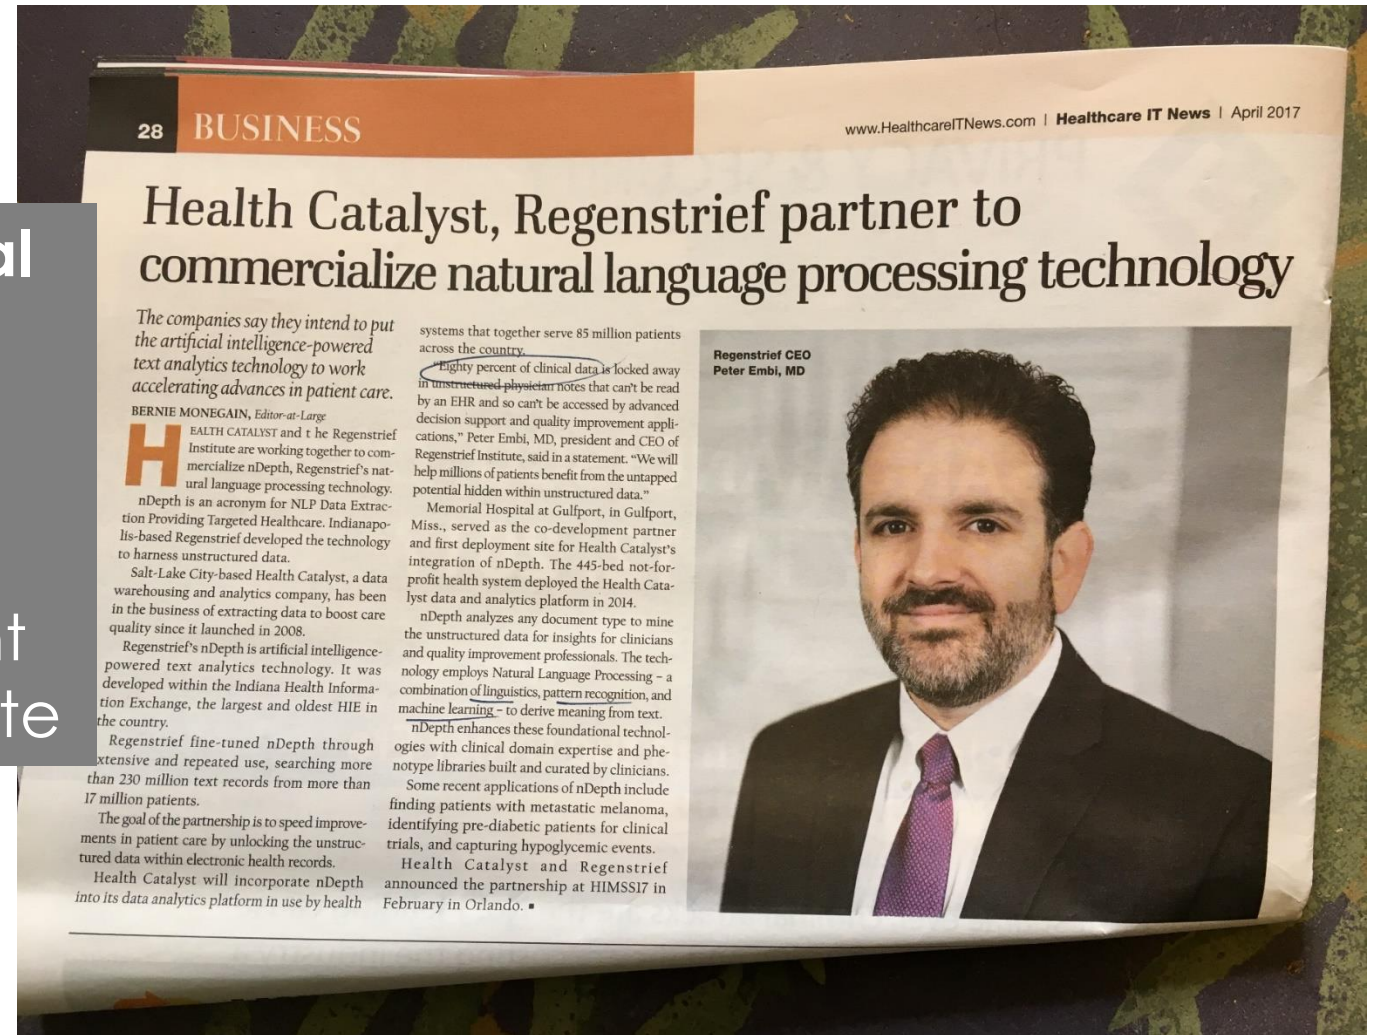 28 BUSINESS
www.HealthcareITNews.com | Healthcare IT News | April 2017
Health Catalyst, Regenstrief partner to
commercialize natural language processing technology
The companies say they intend to put
the artificial intelligence-powered
text analytics technology to work
accelerating advances in patient care.
BERNIE MONEGAIN, Editor-at-Large
HEALTH CATALYST and t he Regenstrief
Institute are working together to com-
mercialize nDepth, Regenstrief's nat-
ural language processing technology.
nDepth is an acronym for NLP Data Extrac-
tion Providing Targeted Healthcare. Indianapo-
lis-based Regenstrief developed the technology
to harness unstructured data.
Salt-Lake City-based Health Catalyst, a data
warehousing and analytics company, has been
in the business of extracting data to boost care
quality since it launched in 2008.
Regenstrief's nDepth is artificial intelligence-
powered text analytics technology. It was
developed within the Indiana Health Informa-
tion Exchange, the largest and oldest HIE in
the country.
Regenstrief fine-tuned nDepth through
extensive and repeated use, searching more
than 230 million text records from more than
17 million patients.
The goal of the partnership is to speed improve-
ments in patient care by unlocking the unstruc-
tured data within electronic health records.
Health Catalyst will incorporate nDepth
into its data analytics platform in use by health
systems that together serve 85 million patients
across the country.
"Eighty percent of clinical data is locked away
in unstructured physician notes that can't be read
by an EHR and so can't be accessed by advanced
decision support and quality improvement appli-
cations," Peter Embi, MD, president and CEO of
Regenstrief Institute, said in a statement. "We will
help millions of patients benefit from the untapped
potential hidden within unstructured data."
Memorial Hospital at Gulfport, in Gulfport,
Miss., served as the co-development partner
and first deployment site for Health Catalyst's
integration of nDepth. The 445-bed not-for-
profit health system deployed the Health Cata-
lyst data and analytics platform in 2014.
nDepth analyzes any document type to mine
the unstructured data for insights for clinicians
and quality improvement professionals. The tech-
nology employs Natural Language Processing – a
combination of linguistics, pattern recognition, and
machine learning – to derive meaning from text.
nDepth enhances these foundational technol-
ogies with clinical domain expertise and phe-
notype libraries built and curated by clinicians.
Some recent applications of nDepth include
finding patients with metastatic melanoma,
identifying pre-diabetic patients for clinical
trials, and capturing hypoglycemic events.
Health Catalyst and Regenstrief
announced the partnership at HIMSS17 in
February in Orlando.
Regenstrief CEO
Peter Embi, MD